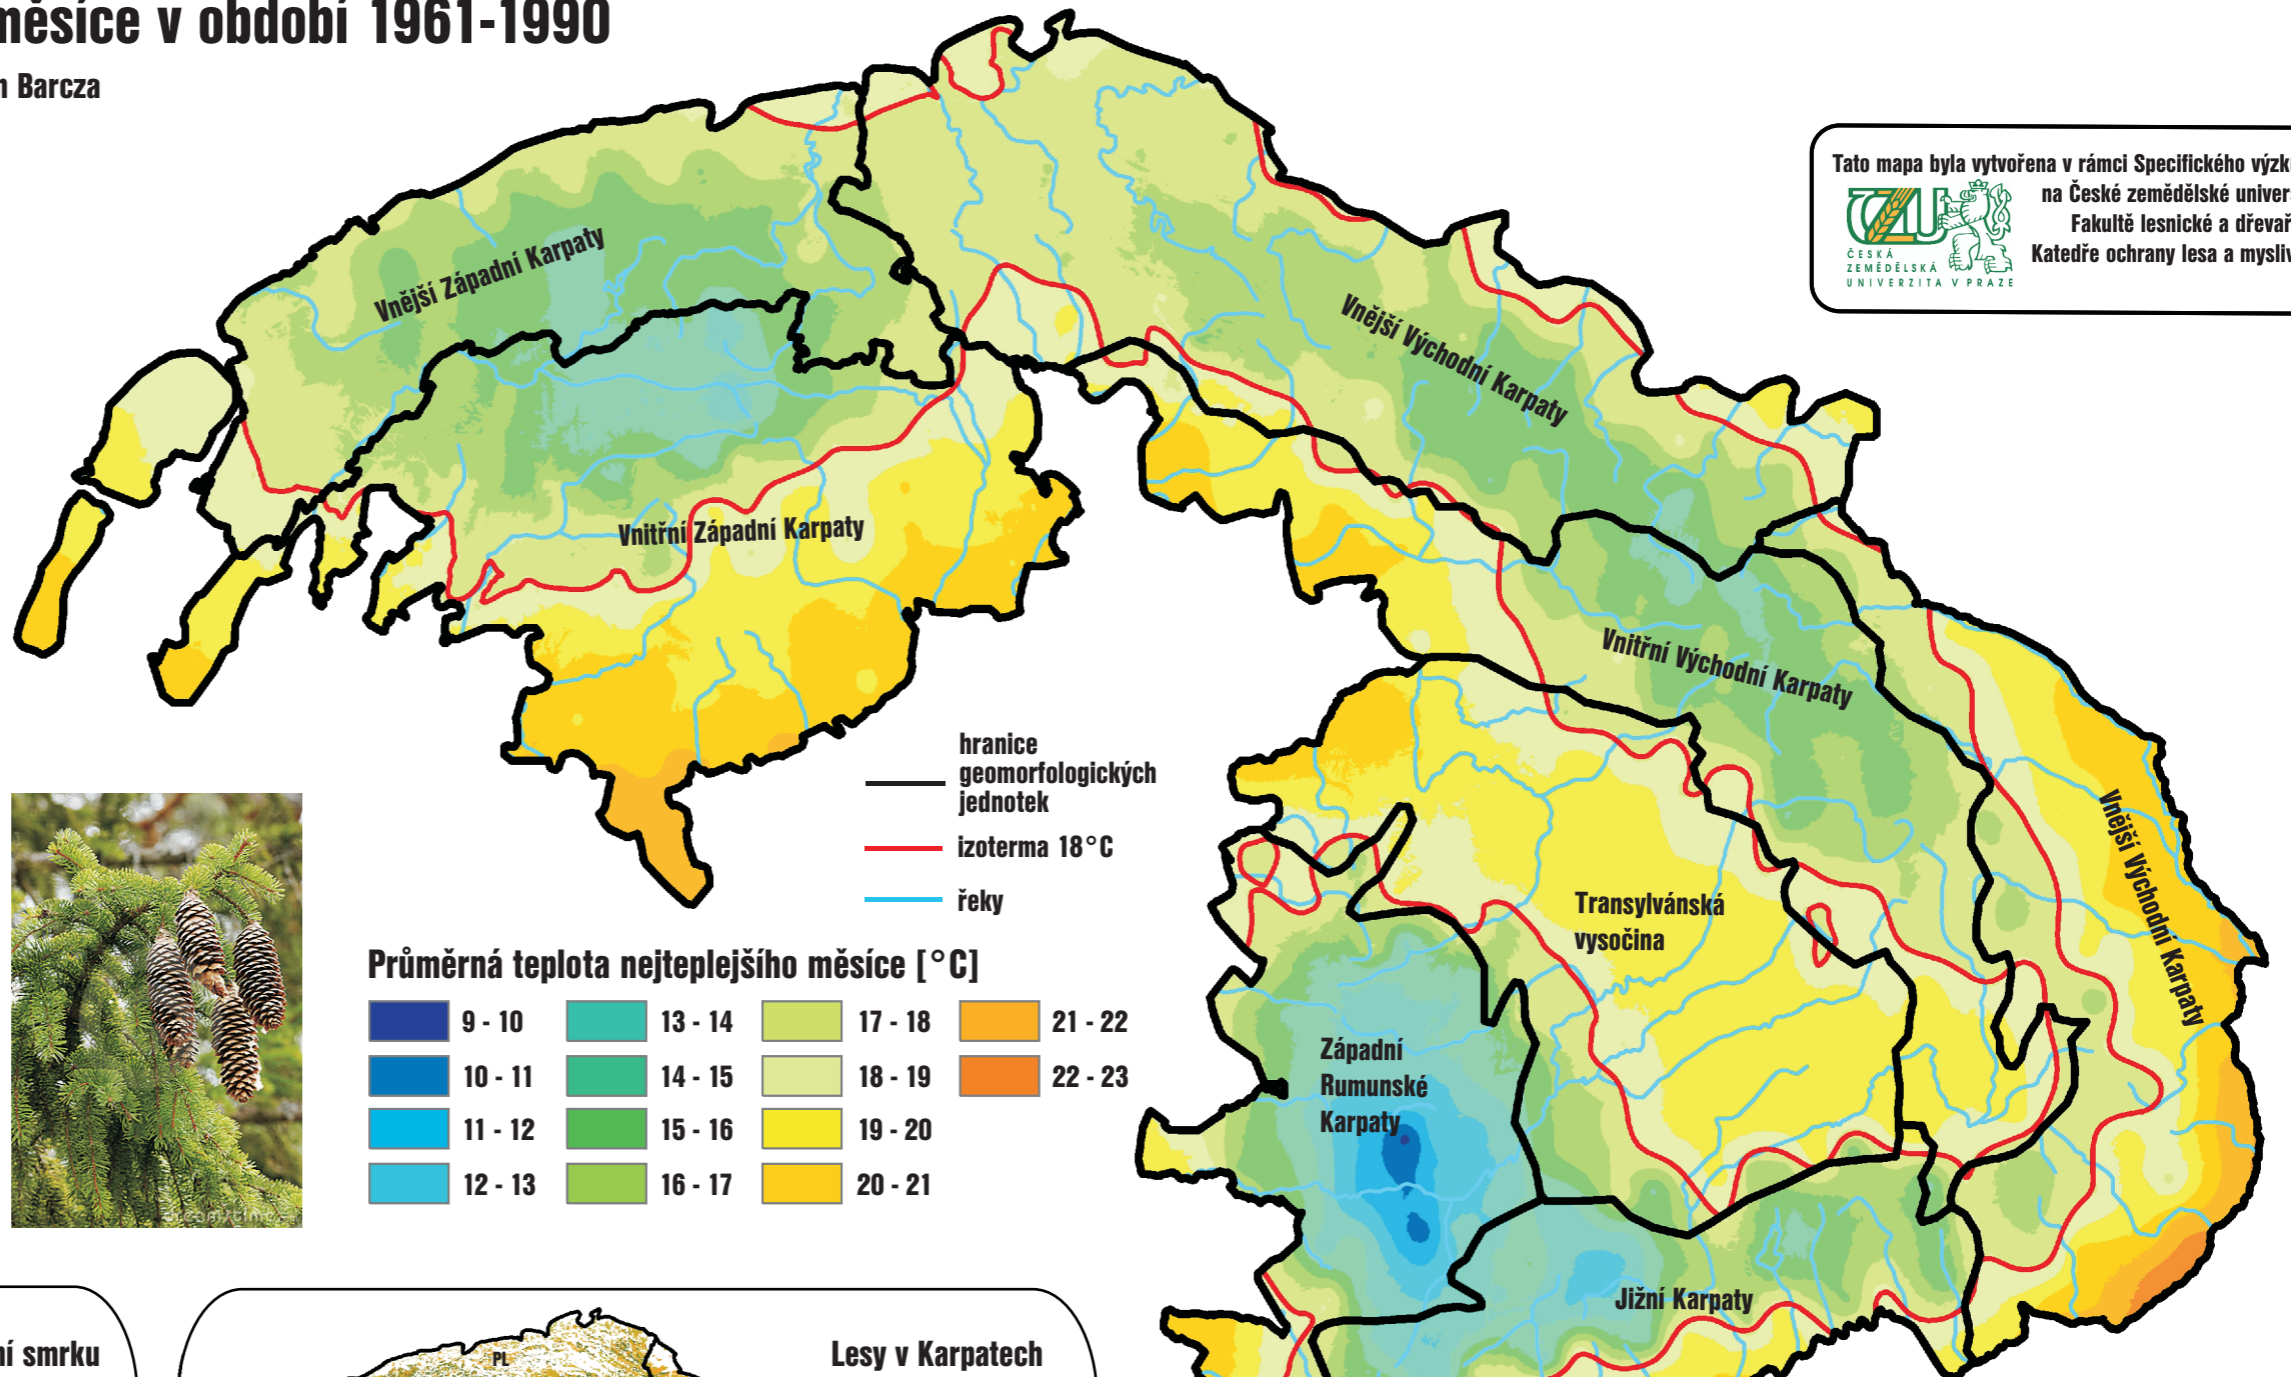 měsíce v období 1961-1990
n Barcza
Tato mapa byla vytvořena v rámci Specifického výzk
na České zemědělské univer
Fakultě lesnické a dřevař
Katedře ochrany lesa a mysliv
ČZU
ČESKÁ
ZEMĚDĚLSKÁ
UNIVERZITA V PRAZE
Vnější Západní Karpaty
Vnější Východní Karpaty
Vnitřní Západní Karpaty
Vnitřní Východní Karpaty
Vnější Východní Karpaty
Transylvánská
vysočina
Západní
Rumunské
Karpaty
Jižní Karpaty
hranice
geomorfologických
jednotek
izoterma 18°C
řeky
Průměrná teplota nejteplejšího měsíce [°C]
9 - 10
10 - 11
11 - 12
12 - 13
13 - 14
14 - 15
15 - 16
16 - 17
17 - 18
18 - 19
19 - 20
20 - 21
21 - 22
22 - 23
ní smrku
Lesy v Karpatech
PL